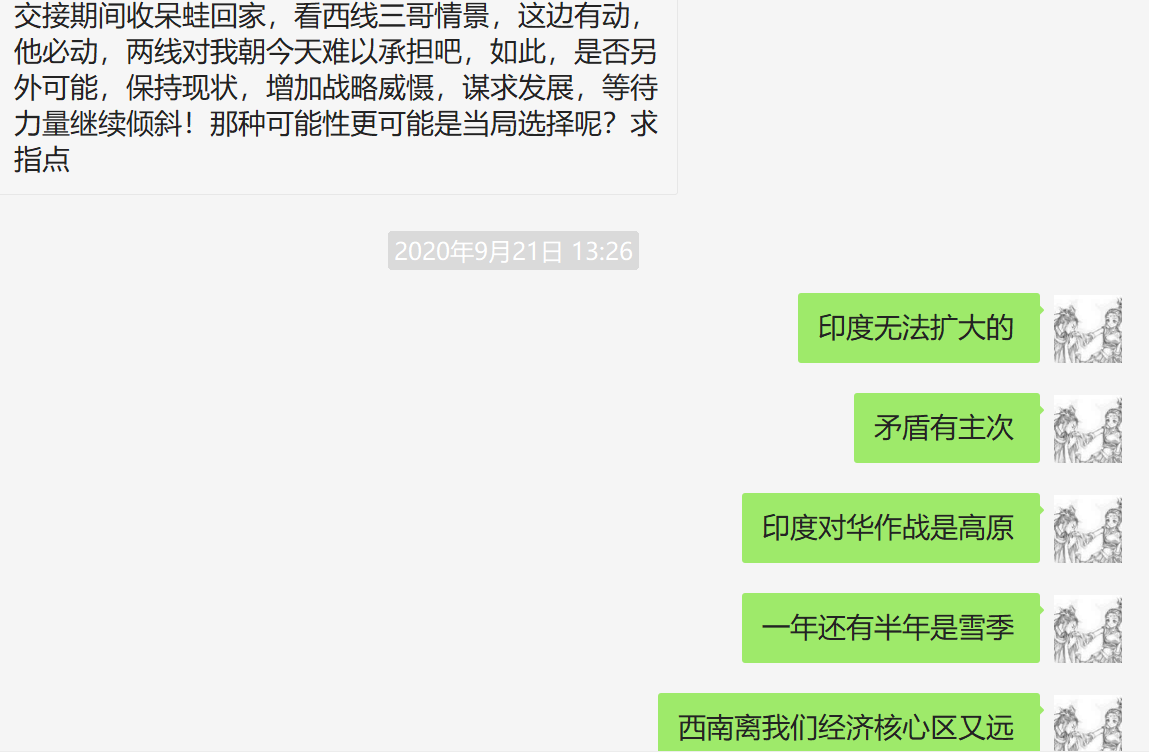 交接期间收呆蛙回家，看西线三哥情景，这边有动，
他必动，两线对我朝今天难以承担吧，如此，是否另
外可能，保持现状，增加战略威慑，谋求发展，等待
力量继续倾斜！那种可能性更可能是当局选择呢？求
指点
2020年9月21日 13:26
印度无法扩大的
矛盾有主次
印度对华作战是高原
一年还有半年是雪季
西南离我们经济核心区又远